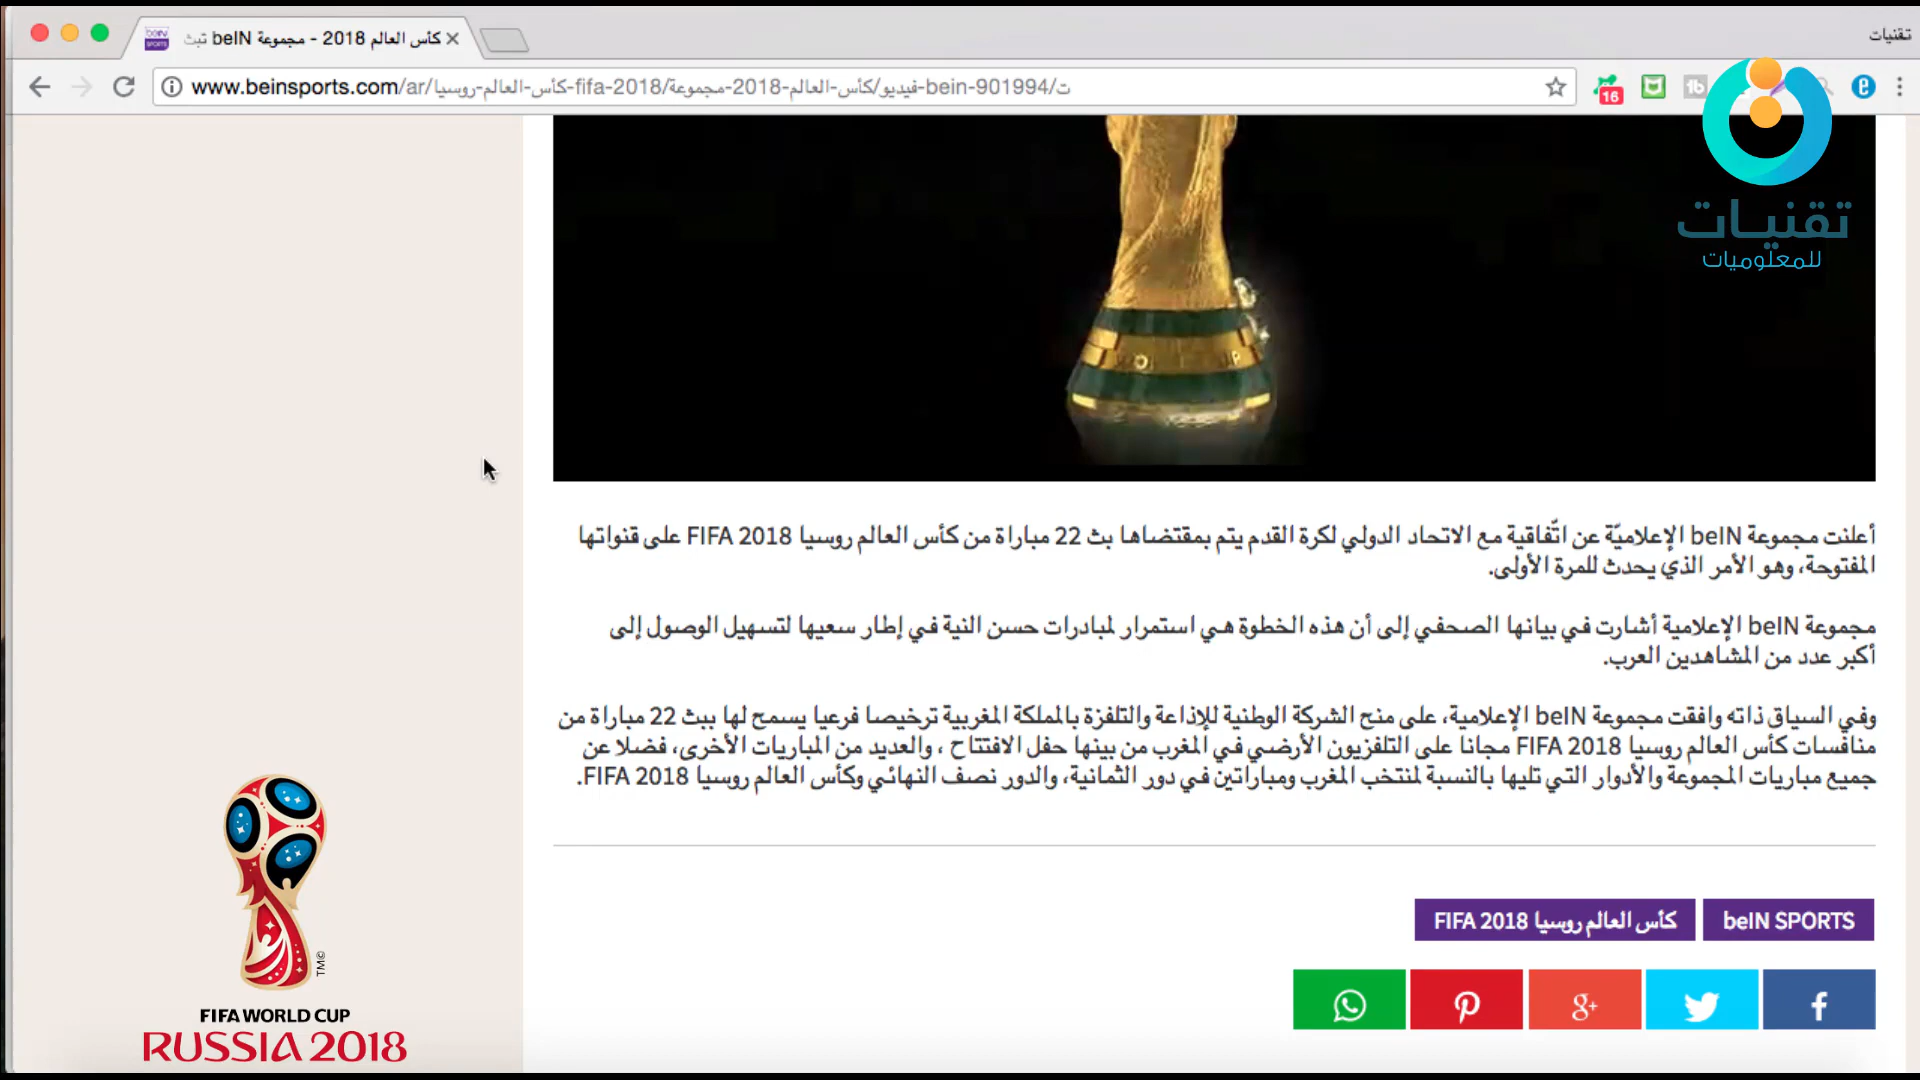 كأس العالم 2018 - مجموعة beIN تبث
تقنيات
www.beinsports.com/ar/كأس-العالم-روسيا-fifa-2018/فيديو/كأس-العالم-2018-مجموعة-bein-901994/ت
16
تقنيات
للمعلوميات
أعلنت مجموعة beIN الإعلاميّة عن اتّفاقية مع الاتحاد الدولي لكرة القدم يتم بمقتضاها بث 22 مباراة من كأس العالم روسيا 2018 FIFA على قنواتها
المفتوحة، وهو الأمر الذي يحدث للمرة الأولى.
مجموعة beIN الإعلامية أشارت في بيانها الصحفي إلى أن هذه الخطوة هي استمرار لمبادرات حسن النية في إطار سعيها لتسهيل الوصول إلى
أكبر عدد من المشاهدين العرب.
وفي السياق ذاته وافقت مجموعة beIN الإعلامية، على منح الشركة الوطنية للإذاعة والتلفزة بالمملكة المغربية ترخيصا فرعيا يسمح لها ببث 22 مباراة من
منافسات كأس العالم روسيا 2018 FIFA مجانا على التلفزيون الأرضي في المغرب من بينها حفل الافتتاح ، والعديد من المباريات الأخرى، فضلا عن
جميع مباريات المجموعة والأدوار التي تليها بالنسبة لمنتخب المغرب ومباراتين في دور الثمانية، والدور نصف النهائي وكأس العالم روسيا 2018 FIFA.
beIN SPORTS
كأس العالم روسيا 2018 FIFA
FIFA WORLD CUP
RUSSIA 2018